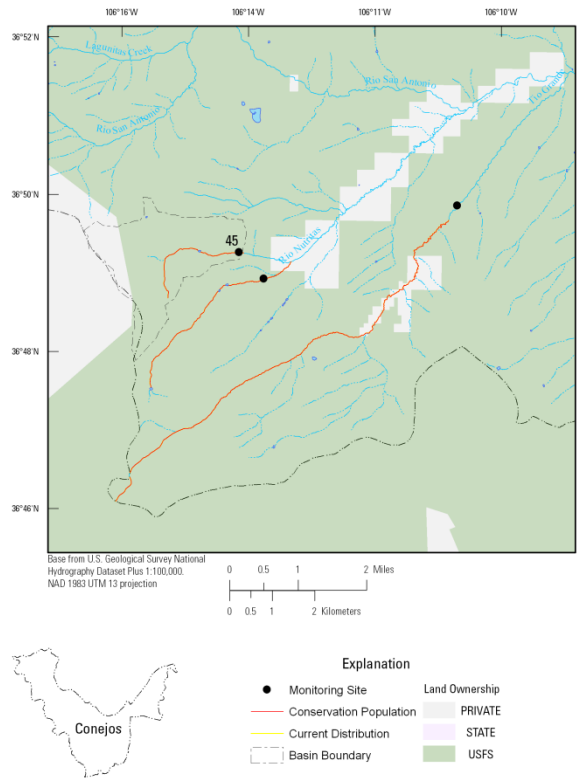 106°16'W 106°14'W 106°11'W 106°10'W
36°52'N
Lagunitas Creek
Rio San Antonio
Rio San Antonio
36°50'N
45
Rio Nutritas
36°48'N
36°46'N
Base from U.S. Geological Survey National
Hydrography Dataset Plus 1:100,000.
NAD 1983 UTM 13 projection
0 0.5 1 2 Miles
0 0.5 1 2 Kilometers
Explanation
Monitoring Site
Conservation Population
Current Distribution
Basin Boundary
Land Ownership
PRIVATE
STATE
USFS
Conejos